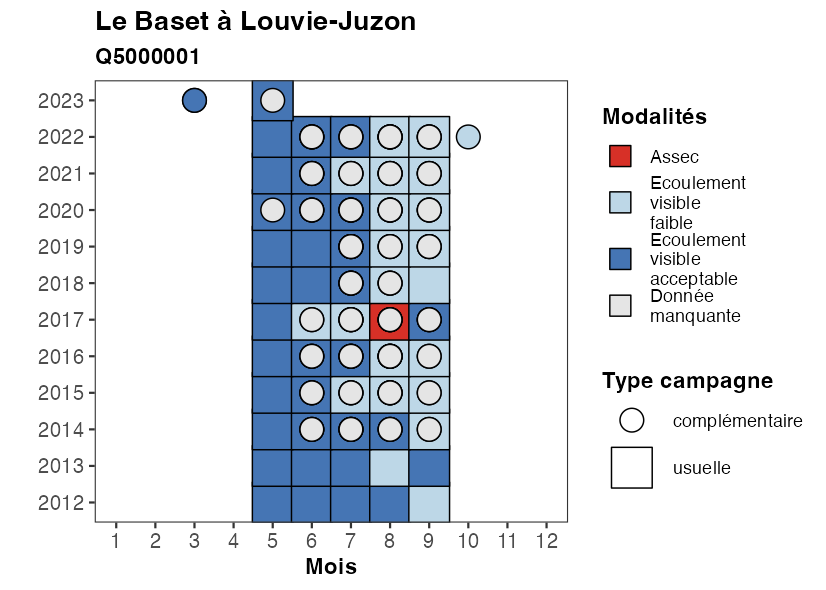 Le Baset à Louvie-Juzon
Q5000001
2023
2022
2021
2020
2019
2018
2017
2016
2015
2014
2013
2012
1 2 3 4 5 6 7 8 9 10 11 12
Mois
Modalités
Assec
Ecoulement
visible
faible
Ecoulement
visible
acceptable
Donnée
manquante
Type campagne
complémentaire
usuelle